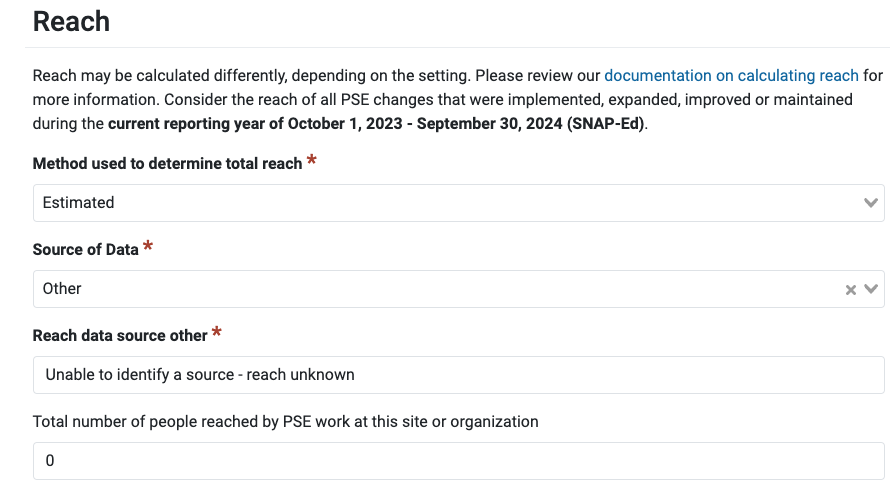 Reach
Reach may be calculated differently, depending on the setting. Please review our documentation on calculating reach for
more information. Consider the reach of all PSE changes that were implemented, expanded, improved or maintained
during the current reporting year of October 1, 2023 - September 30, 2024 (SNAP-Ed).
Method used to determine total reach *
Estimated
Source of Data *
Other
Reach data source other *
Unable to identify a source - reach unknown
Total number of people reached by PSE work at this site or organization
0